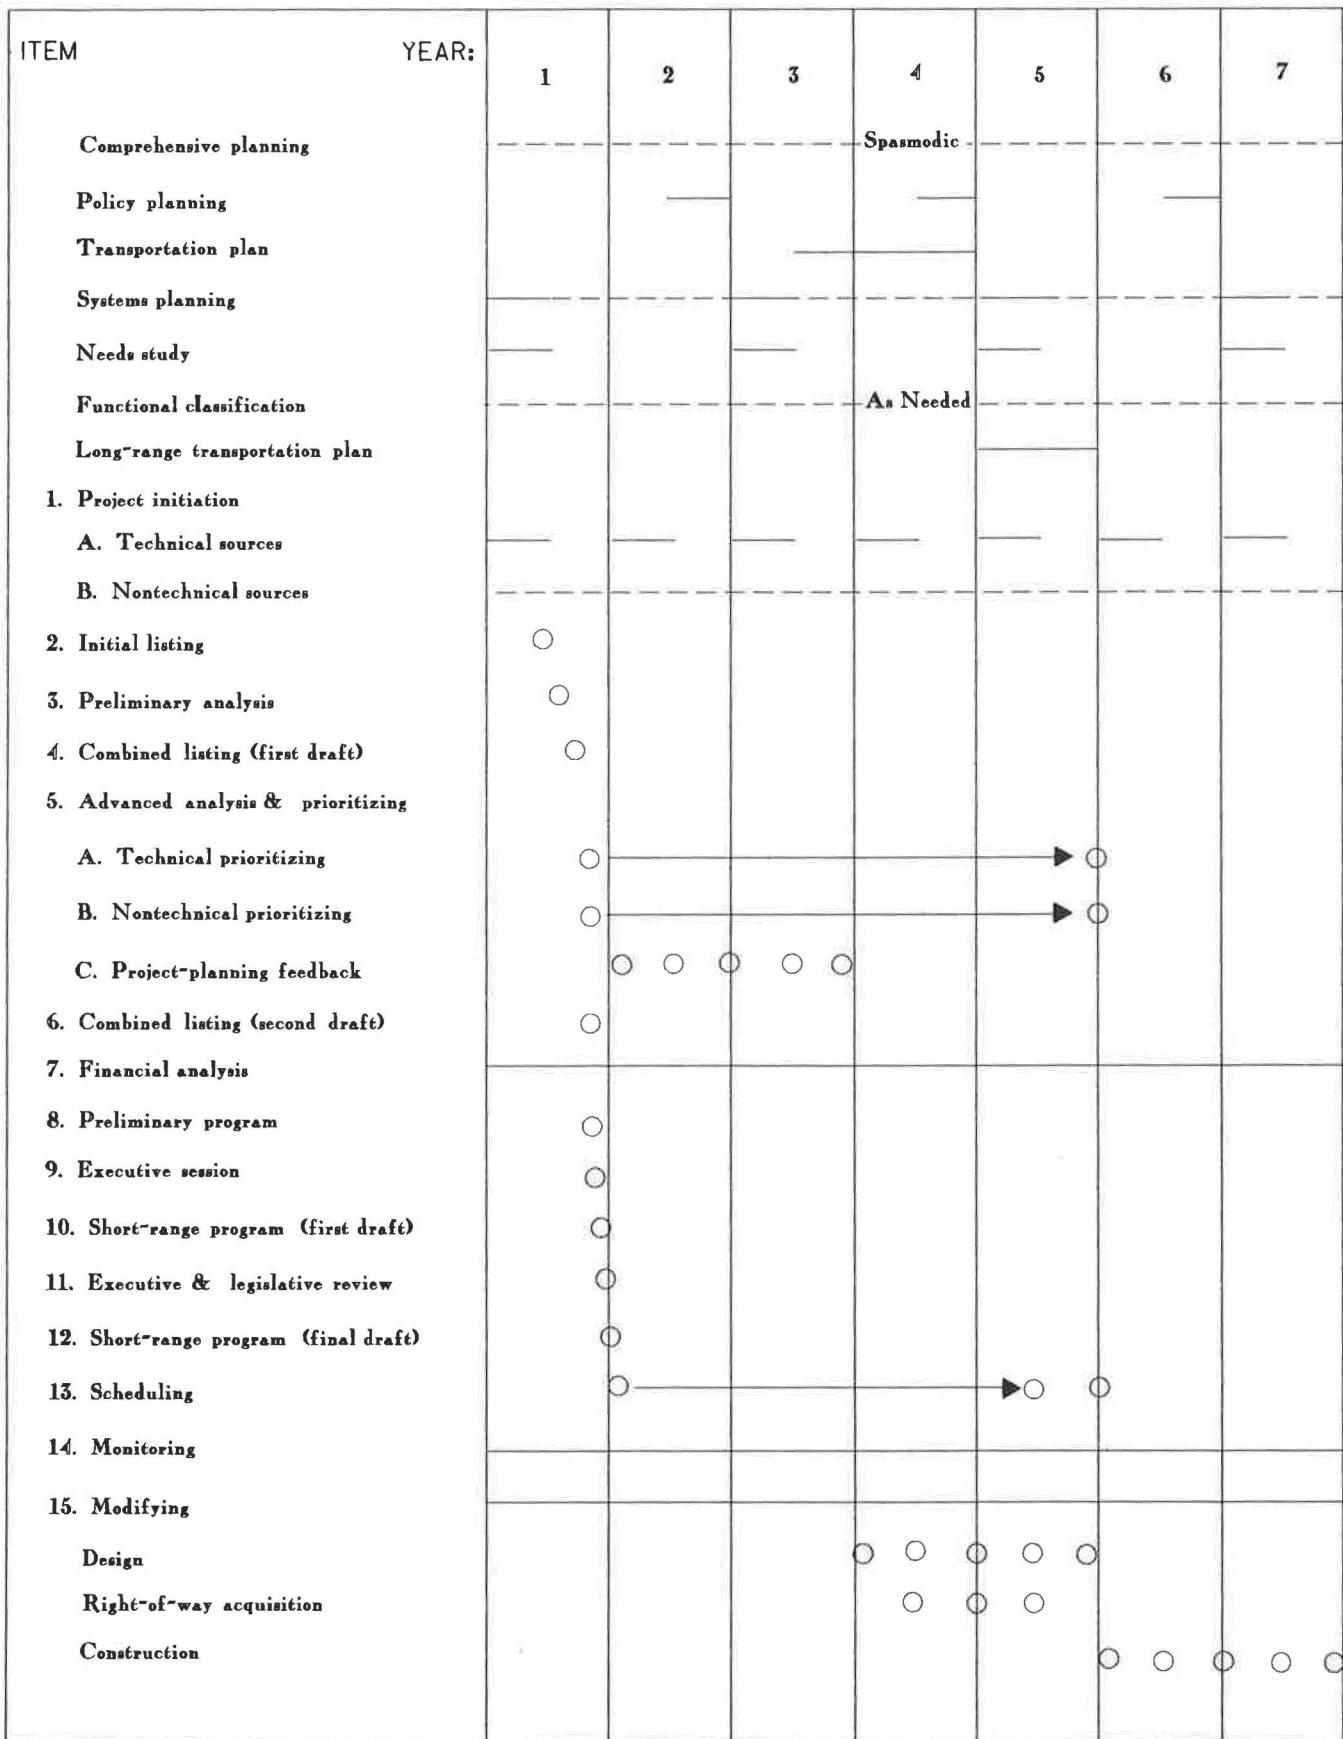 ITEM YEAR: 1 2 3 4 5 6 7
Comprehensive planning Spasmodic
Policy planning
Transportation plan
Systems planning
Needs study
Functional classification As Needed
Long-range transportation plan
1. Project initiation
A. Technical sources
B. Nontechnical sources
2. Initial listing
3. Preliminary analysis
4. Combined listing (first draft)
5. Advanced analysis & prioritizing
A. Technical prioritizing
B. Nontechnical prioritizing
C. Project-planning feedback
6. Combined listing (second draft)
7. Financial analysis
8. Preliminary program
9. Executive session
10. Short-range program (first draft)
11. Executive & legislative review
12. Short-range program (final draft)
13. Scheduling
14. Monitoring
15. Modifying
Design
Right-of-way acquisition
Construction